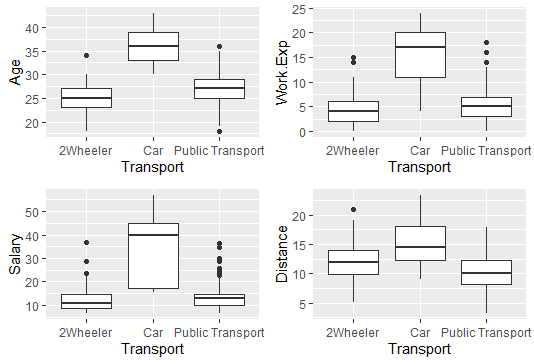 Age
40
35
30
25
20
2Wheeler Car Public Transport
Transport
Work.Exp
25
20
15
10
5
0
2Wheeler Car Public Transport
Transport
Salary
50
40
30
20
10
2Wheeler Car Public Transport
Transport
Distance
20
15
10
5
2Wheeler Car Public Transport
Transport